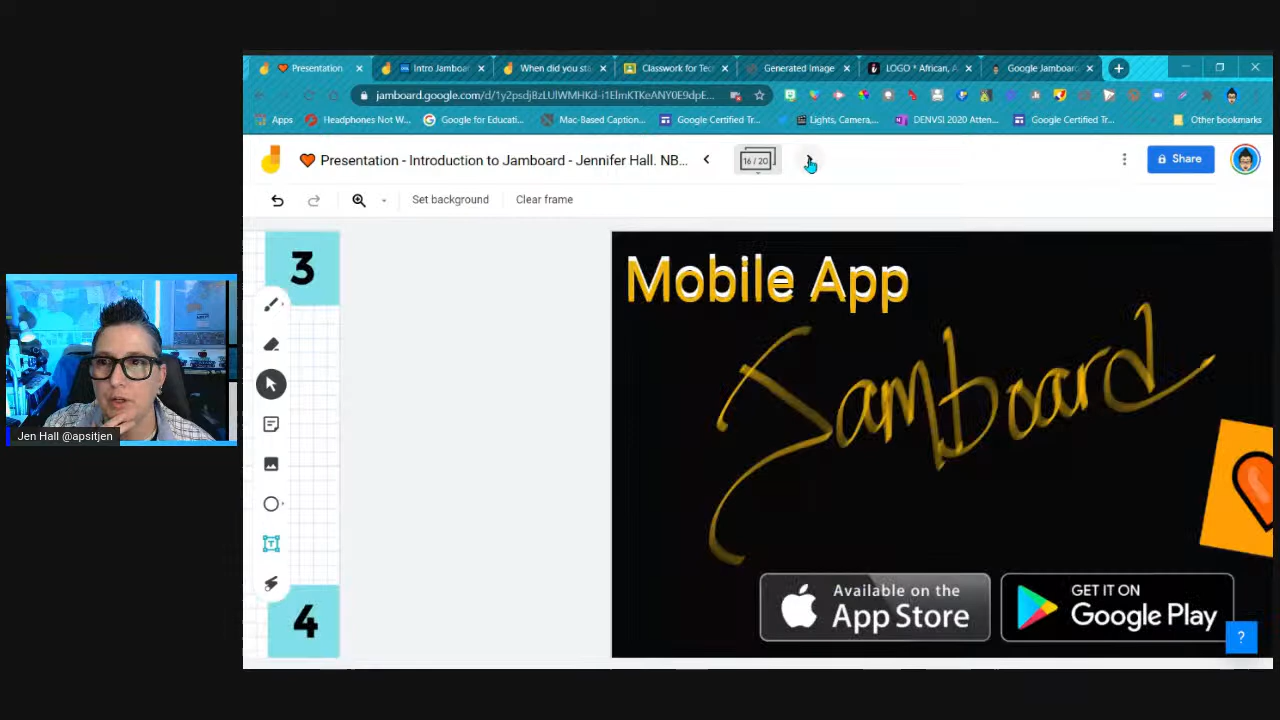 Presentation
Intro Jamboa
When did you sta
Classwork for Tec
Generated Image
LOGO * African, A
Google Jamboard
jamboard.google.com/d/1y2psdj8zLUlWMHKd-i1ElmKTKeANY0E9dpE...
Apps
Headphones Not W...
Google for Educati...
Mac-Based Caption...
Google Certified Tr...
Lights, Camera,...
DENVSI 2020 Atten...
Google Certified Tr...
Other bookmarks
Presentation - Introduction to Jamboard - Jennifer Hall. NB...
16 / 20
Share
Set background
Clear frame
3
Mobile App
Jamboard
Jen Hall @apsitjen
4
Available on the
App Store
GET IT ON
Google Play
?